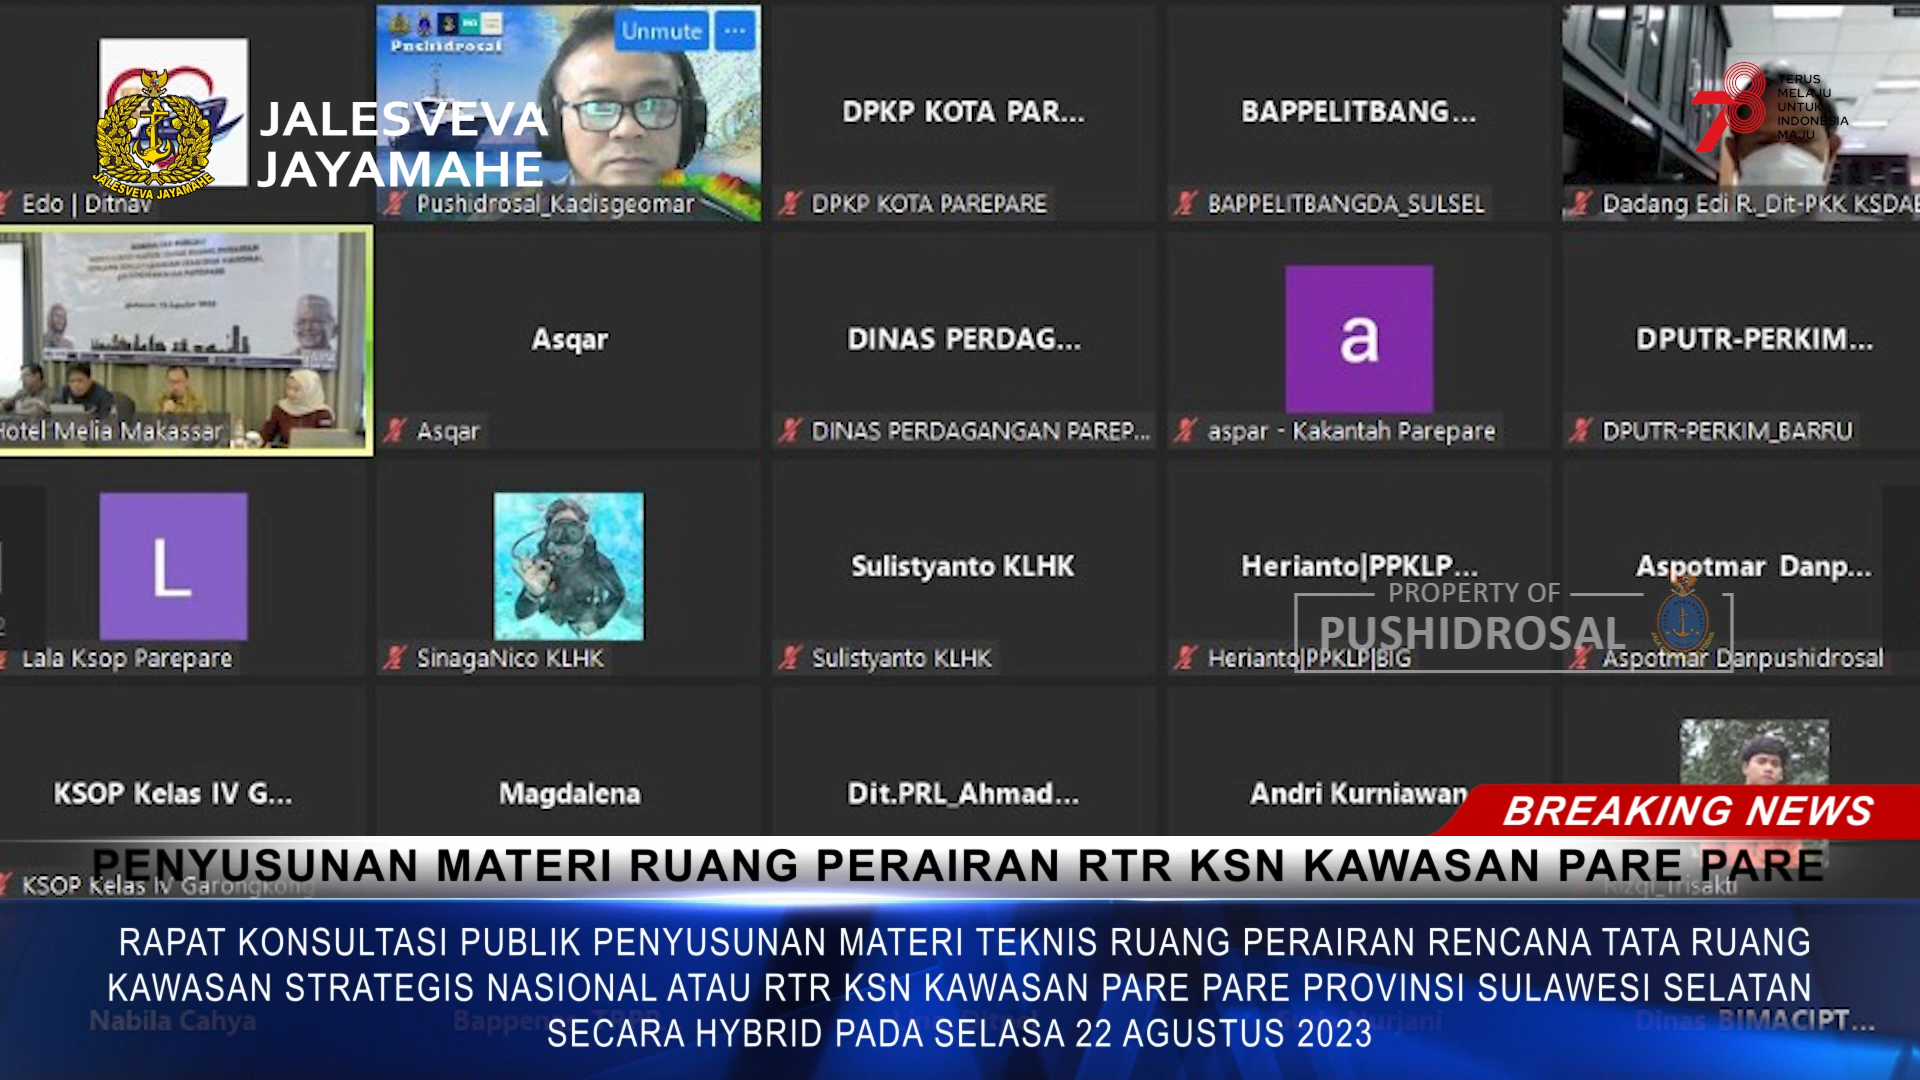 Unmute
Pushidrosal
JALESVEVA
JAYAMAHE
JALESVEVA JAYAMAHE
78
TERUS
MELAJU
UNTUK
INDONESIA
MAJU
DPKP KOTA PAR...
BAPPELITBANG...
Edo | Ditnav
Pushidrosal_Kadisgeomar
DPKP KOTA PAREPARE
BAPPELITBANGDA_SULSEL
Dadang Edi R._Dit-PKK KSDAE
Asqar
DINAS PERDAG...
a
DPUTR-PERKIM...
Hotel Melia Makassar
Asqar
DINAS PERDAGANGAN PAREP...
aspar - Kakantah Parepare
DPUTR-PERKIM_BARRU
L
Sulistyanto KLHK
Herianto|PPKLP...
Aspotmar Danp...
PROPERTY OF
PUSHIDROSAL
Lala Ksop Parepare
SinagaNico KLHK
Sulistyanto KLHK
Herianto|PPKLP|BIG
Aspotmar Danpushidrosal
KSOP Kelas IV G...
Magdalena
Dit.PRL_Ahmad...
Andri Kurniawan
BREAKING NEWS
PENYUSUNAN MATERI RUANG PERAIRAN RTR KSN KAWASAN PARE PARE
KSOP Kelas IV Garongkong
Rizqi_Trisakti
RAPAT KONSULTASI PUBLIK PENYUSUNAN MATERI TEKNIS RUANG PERAIRAN RENCANA TATA RUANG
KAWASAN STRATEGIS NASIONAL ATAU RTR KSN KAWASAN PARE PARE PROVINSI SULAWESI SELATAN
SECARA HYBRID PADA SELASA 22 AGUSTUS 2023
Nabila Cahya
Dinas BIMACIPT...